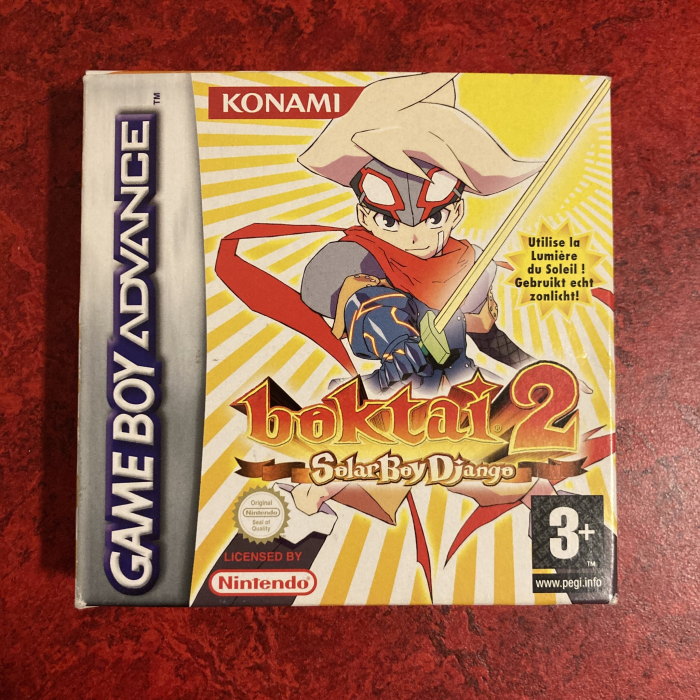 KONAMI
GAME BOY ADVANCE™
Utilise la
Lumière
du Soleil !
Gebruikt echt
zonlicht!
boktai® 2
Solar Boy Django
Original
Nintendo
Seal of
Quality
LICENSED BY
Nintendo®
3+
™
www.pegi.info